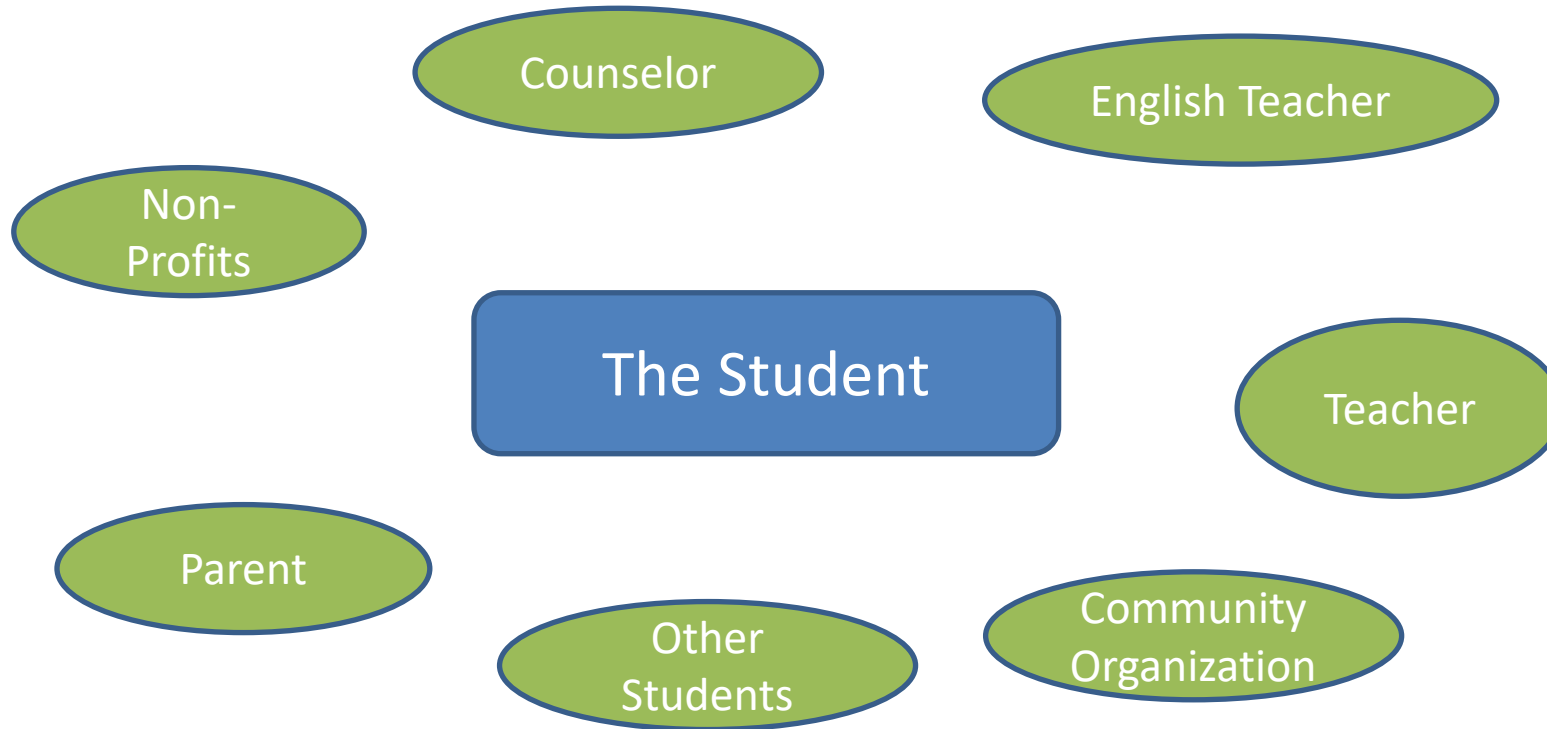 Counselor
English Teacher
Non-
Profits
The Student
Teacher
Parent
Other
Students
Community
Organization